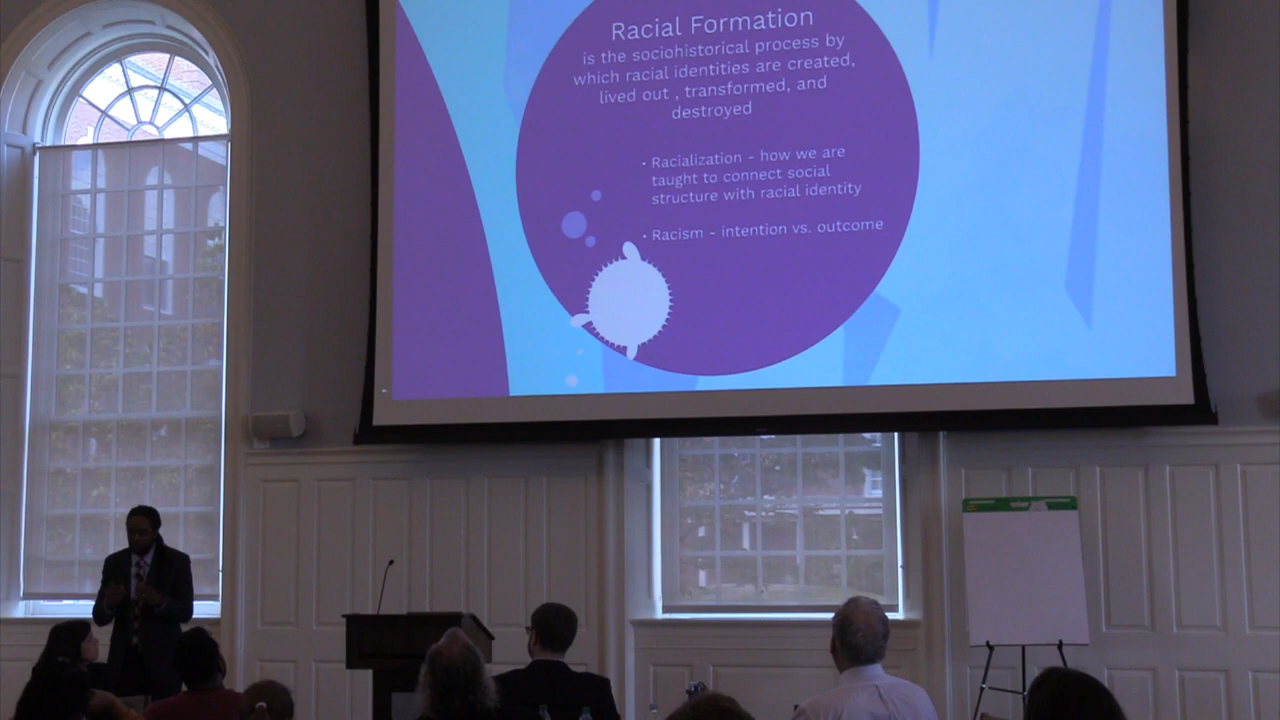 Racial Formation
is the sociohistorical process by
which racial identities are created,
lived out , transformed, and
destroyed
· Racialization - how we are
taught to connect social
structure with racial identity
· Racism - intention vs. outcome